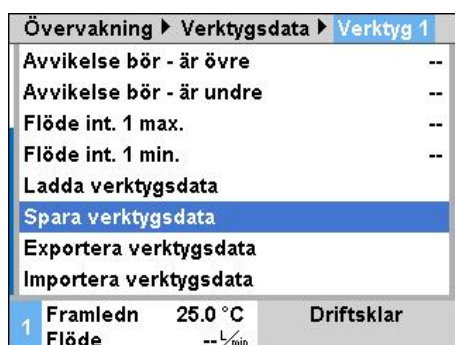 Övervakning ▶ Verktygsdata ▶ Verktyg 1
Avvikelse bör - är övre --
Avvikelse bör - är undre --
Flöde int. 1 max. --
Flöde int. 1 min. --
Ladda verktygsdata
Spara verktygsdata
Exportera verktygsdata
Importera verktygsdata
1 Framledn 25.0 °C Driftsklar
Flöde -- L/min